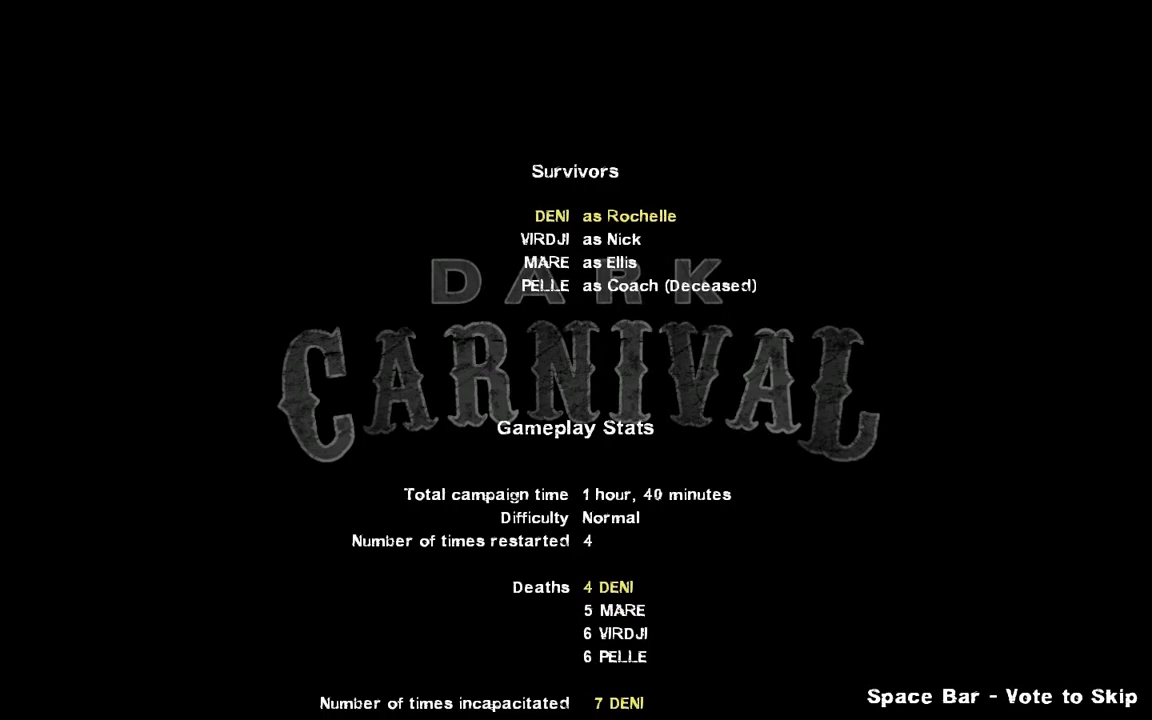 Survivors
DENI as Rochelle
VIRDJI as Nick
MARE as Ellis
PELLE as Coach (Deceased)
DARK
CARNIVAL
Gameplay Stats
Total campaign time 1 hour, 40 minutes
Difficulty Normal
Number of times restarted 4
Deaths 4 DENI
5 MARE
6 VIRDJI
6 PELLE
Number of times incapacitated 7 DENI
Space Bar - Vote to Skip